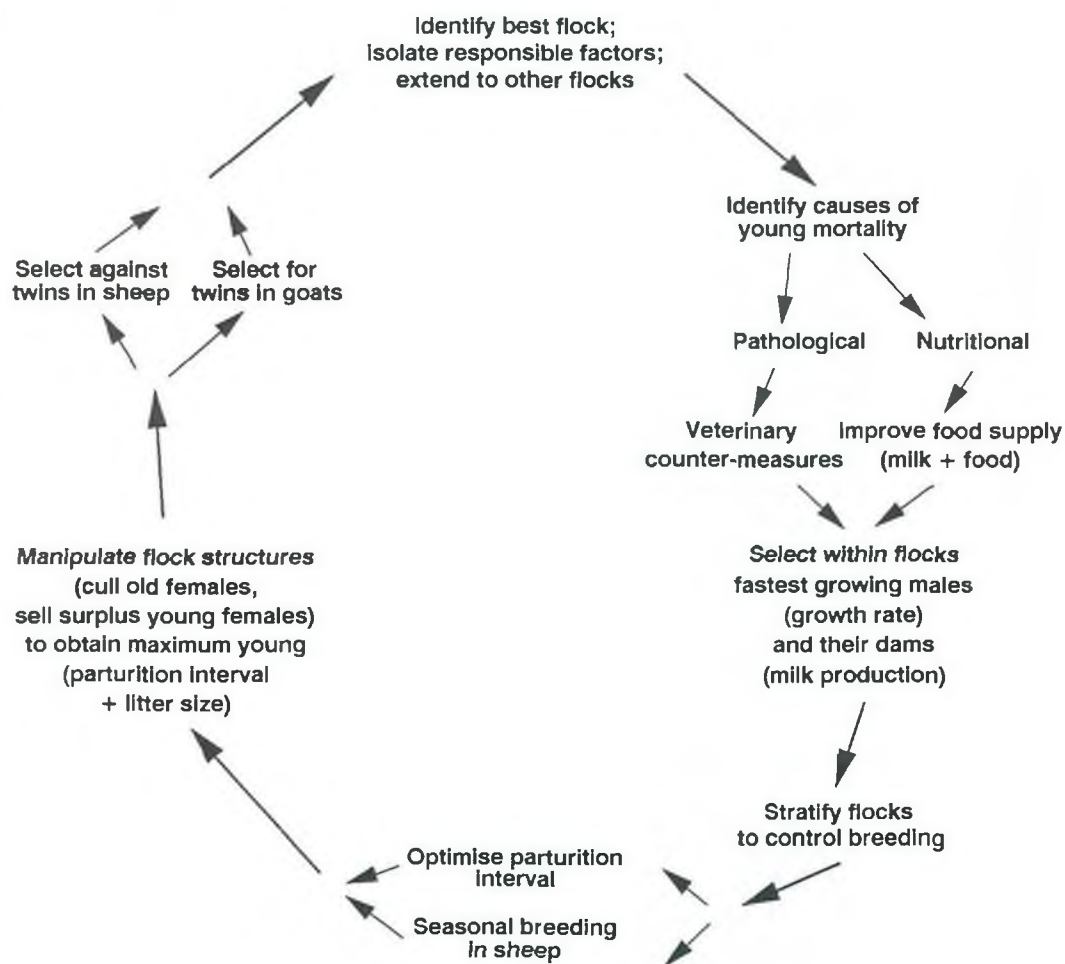 Identify best flock;
Isolate responsible factors;
extend to other flocks
Identify causes of
young mortality
Pathological
Nutritional
Veterinary
counter-measures
Improve food supply
(milk + food)
Select within flocks
fastest growing males
(growth rate)
and their dams
(milk production)
Stratify flocks
to control breeding
Optimise parturition
interval
Seasonal breeding
in sheep
Manipulate flock structures
(cull old females,
sell surplus young females)
to obtain maximum young
(parturition interval
+ litter size)
Select against
twins in sheep
Select for
twins in goats